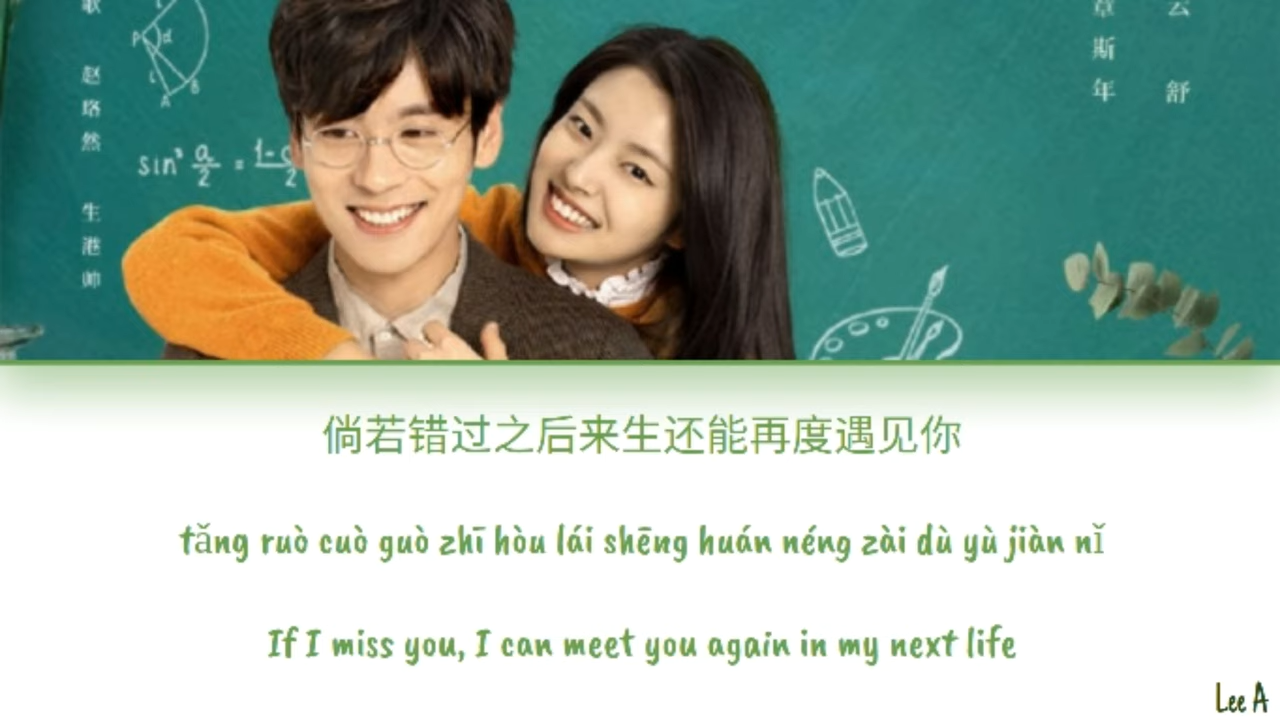 歌 赵珞然 生港帅
章斯年
云舒
P
d
L
A
B
sin² a/2 = 1-c
2
倘若错过之后来生还能再度遇见你
tǎng ruò cuò guò zhī hòu lái shēng huán néng zài dù yù jiàn nǐ
If I miss you, I can meet you again in my next life
Lee A